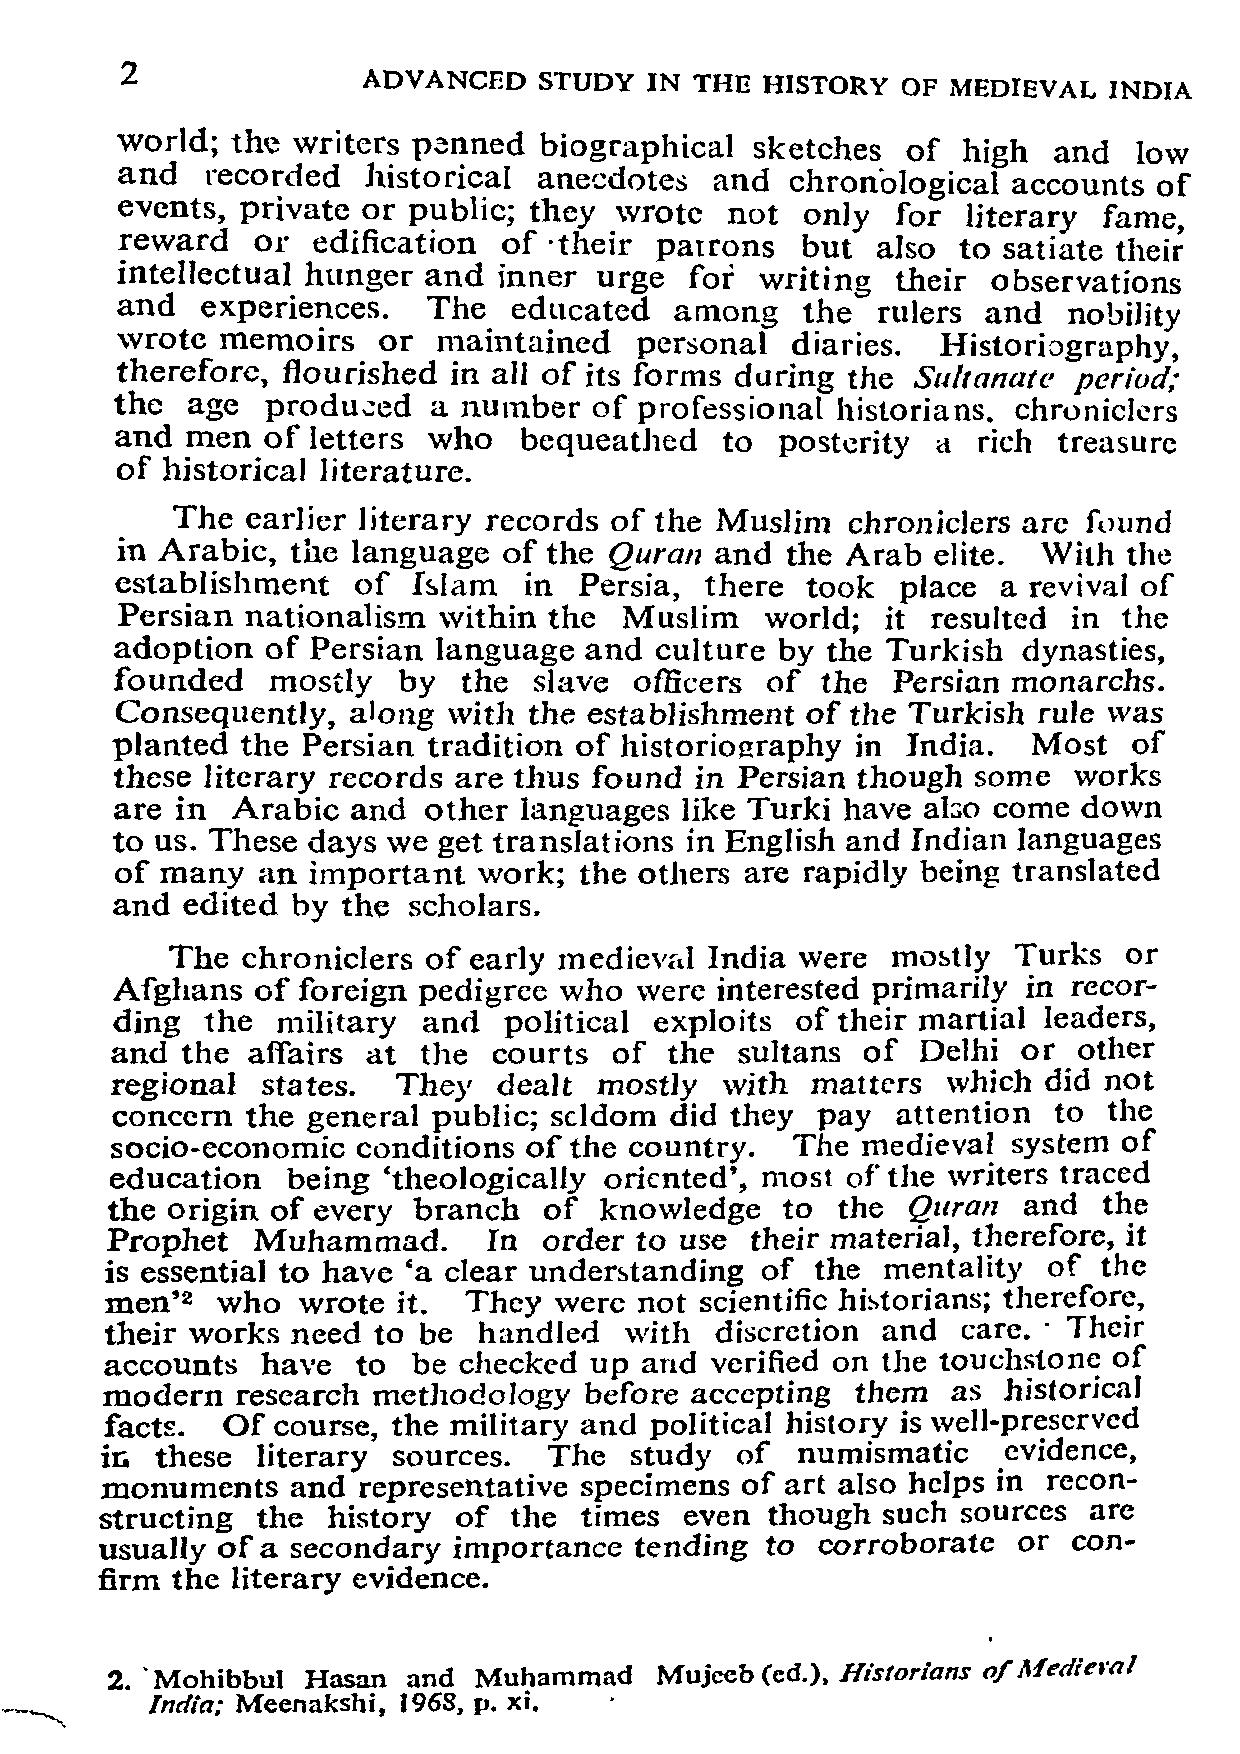 2
ADVANCED STUDY IN THE HISTORY OF MEDIEVAL INDIA
world; the writers penned biographical sketches of high and low
and recorded historical anecdotes and chronological accounts of
events, private or public; they wrote not only for literary fame,
reward or edification of their patrons but also to satiate their
intellectual hunger and inner urge for writing their observations
and experiences. The educated among the rulers and nobility
wrote memoirs or maintained personal diaries. Historiography,
therefore, flourished in all of its forms during the Sultanate period;
the age produced a number of professional historians. chroniclers
and men of letters who bequeathed to posterity a rich treasure
of historical literature.
The earlier literary records of the Muslim chroniclers are found
in Arabic, the language of the Quran and the Arab elite. With the
establishment of Islam in Persia, there took place a revival of
Persian nationalism within the Muslim world; it resulted in the
adoption of Persian language and culture by the Turkish dynasties,
founded mostly by the slave officers of the Persian monarchs.
Consequently, along with the establishment of the Turkish rule was
planted the Persian tradition of historiography in India. Most of
these literary records are thus found in Persian though some works
are in Arabic and other languages like Turki have also come down
to us. These days we get translations in English and Indian languages
of many an important work; the others are rapidly being translated
and edited by the scholars.
The chroniclers of early medieval India were mostly Turks or
Afghans of foreign pedigree who were interested primarily in recor-
ding the military and political exploits of their martial leaders,
and the affairs at the courts of the sultans of Delhi or other
regional states. They dealt mostly with matters which did not
concern the general public; seldom did they pay attention to the
socio-economic conditions of the country. The medieval system of
education being ‘theologically oriented’, most of the writers traced
the origin of every branch of knowledge to the Quran and the
Prophet Muhammad. In order to use their material, therefore, it
is essential to have ‘a clear understanding of the mentality of the
men’² who wrote it. They were not scientific historians; therefore,
their works need to be handled with discretion and care. Their
accounts have to be checked up and verified on the touchstone of
modern research methodology before accepting them as historical
facts. Of course, the military and political history is well-preserved
in these literary sources. The study of numismatic evidence,
monuments and representative specimens of art also helps in recon-
structing the history of the times even though such sources are
usually of a secondary importance tending to corroborate or con-
firm the literary evidence.
2. Mohibbul Hasan and Muhammad Mujeeb (ed.), Historians of Medieval
India; Meenakshi, 1968, p. xi.